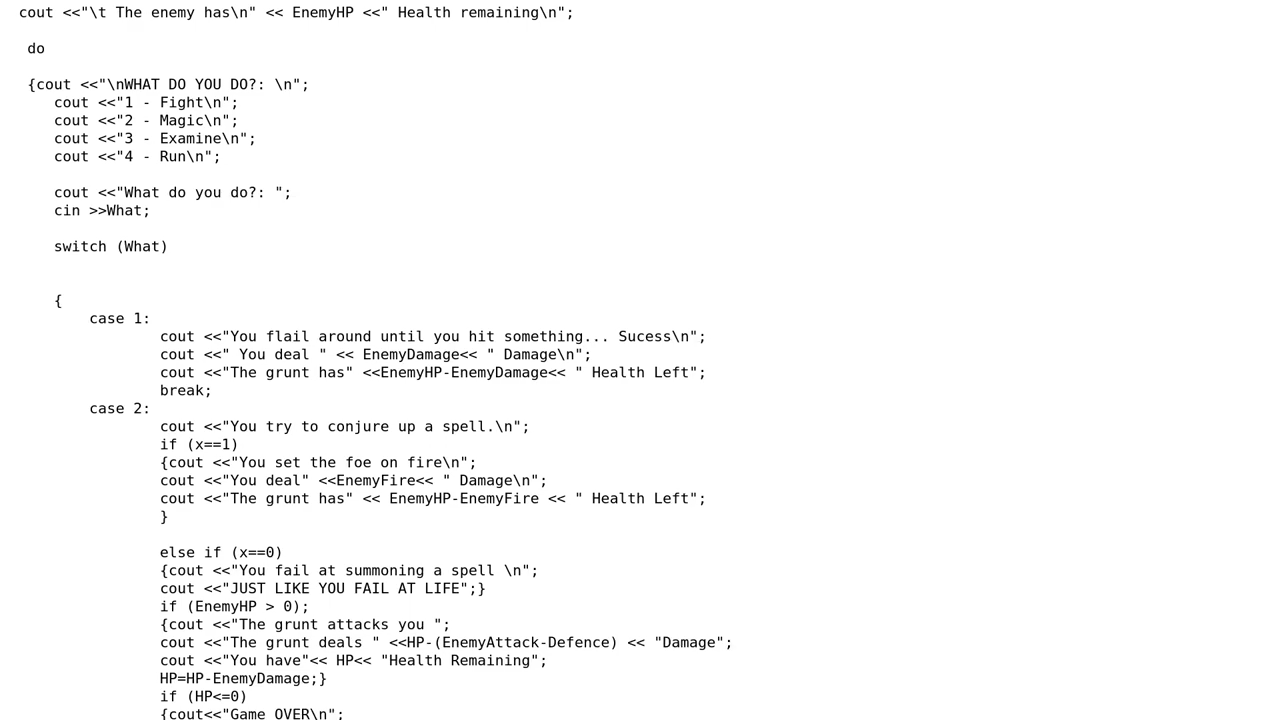 cout <<"\t The enemy has\n" << EnemyHP <<" Health remaining\n";
do
{cout <<"\nWHAT DO YOU DO?: \n";
cout <<"1 - Fight\n";
cout <<"2 - Magic\n";
cout <<"3 - Examine\n";
cout <<"4 - Run\n";
cout <<"What do you do?: ";
cin >>What;
switch (What)
{
case 1:
cout <<"You flail around until you hit something... Sucess\n";
cout <<" You deal " << EnemyDamage<< " Damage\n";
cout <<"The grunt has" <<EnemyHP-EnemyDamage<< " Health Left";
break;
case 2:
cout <<"You try to conjure up a spell.\n";
if (x==1)
{cout <<"You set the foe on fire\n";
cout <<"You deal" <<EnemyFire<< " Damage\n";
cout <<"The grunt has" << EnemyHP-EnemyFire << " Health Left";
}
else if (x==0)
{cout <<"You fail at summoning a spell \n";
cout <<"JUST LIKE YOU FAIL AT LIFE";}
if (EnemyHP > 0);
{cout <<"The grunt attacks you ";
cout <<"The grunt deals " <<HP-(EnemyAttack-Defence) << "Damage";
cout <<"You have"<< HP<< "Health Remaining";
HP=HP-EnemyDamage;}
if (HP<=0)
{cout<<"Game OVER\n";